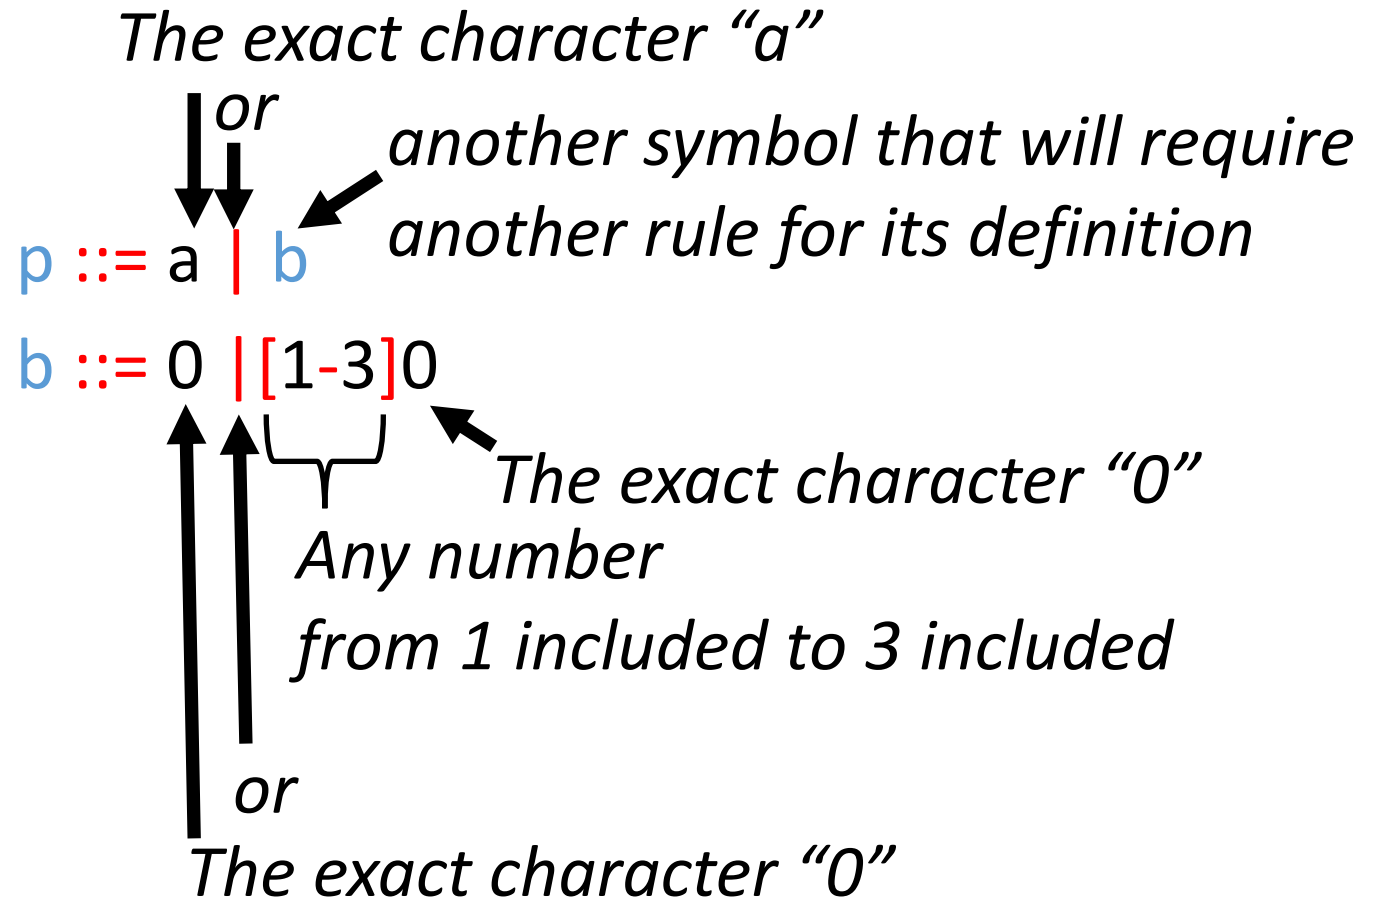 The exact character “a”
or
another symbol that will require
another rule for its definition
p ::= a | b
b ::= 0 |[1-3]0
The exact character “0”
Any number
from 1 included to 3 included
or
The exact character “0”